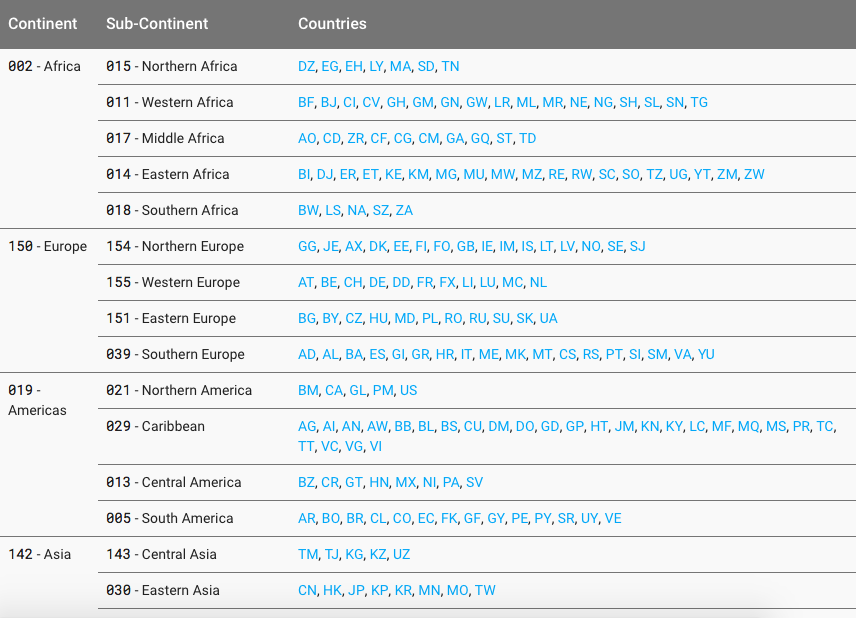 Continent Sub-Continent Countries
002 - Africa 015 - Northern Africa DZ, EG, EH, LY, MA, SD, TN
011 - Western Africa BF, BJ, CI, CV, GH, GM, GN, GW, LR, ML, MR, NE, NG, SH, SL, SN, TG
017 - Middle Africa AO, CD, ZR, CF, CG, CM, GA, GQ, ST, TD
014 - Eastern Africa BI, DJ, ER, ET, KE, KM, MG, MU, MW, MZ, RE, RW, SC, SO, TZ, UG, YT, ZM, ZW
018 - Southern Africa BW, LS, NA, SZ, ZA
150 - Europe 154 - Northern Europe GG, JE, AX, DK, EE, FI, FO, GB, IE, IM, IS, LT, LV, NO, SE, SJ
155 - Western Europe AT, BE, CH, DE, DD, FR, FX, LI, LU, MC, NL
151 - Eastern Europe BG, BY, CZ, HU, MD, PL, RO, RU, SU, SK, UA
039 - Southern Europe AD, AL, BA, ES, GI, GR, HR, IT, ME, MK, MT, CS, RS, PT, SI, SM, VA, YU
019 - 021 - Northern America BM, CA, GL, PM, US
Americas
029 - Caribbean AG, AI, AN, AW, BB, BL, BS, CU, DM, DO, GD, GP, HT, JM, KN, KY, LC, MF, MQ, MS, PR, TC,
TT, VC, VG, VI
013 - Central America BZ, CR, GT, HN, MX, NI, PA, SV
005 - South America AR, BO, BR, CL, CO, EC, FK, GF, GY, PE, PY, SR, UY, VE
142 - Asia 143 - Central Asia TM, TJ, KG, KZ, UZ
030 - Eastern Asia CN, HK, JP, KP, KR, MN, MO, TW